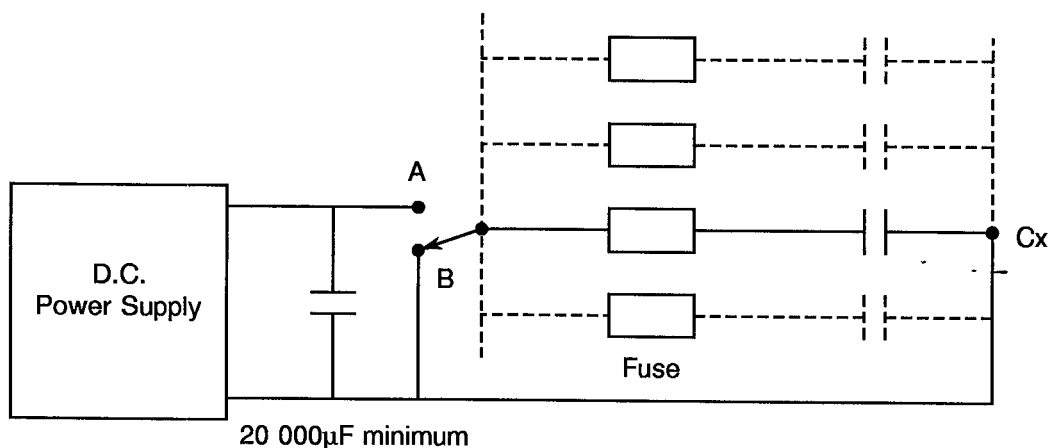 A
D.C.
Power Supply
B
Cx
Fuse
20 000µF minimum